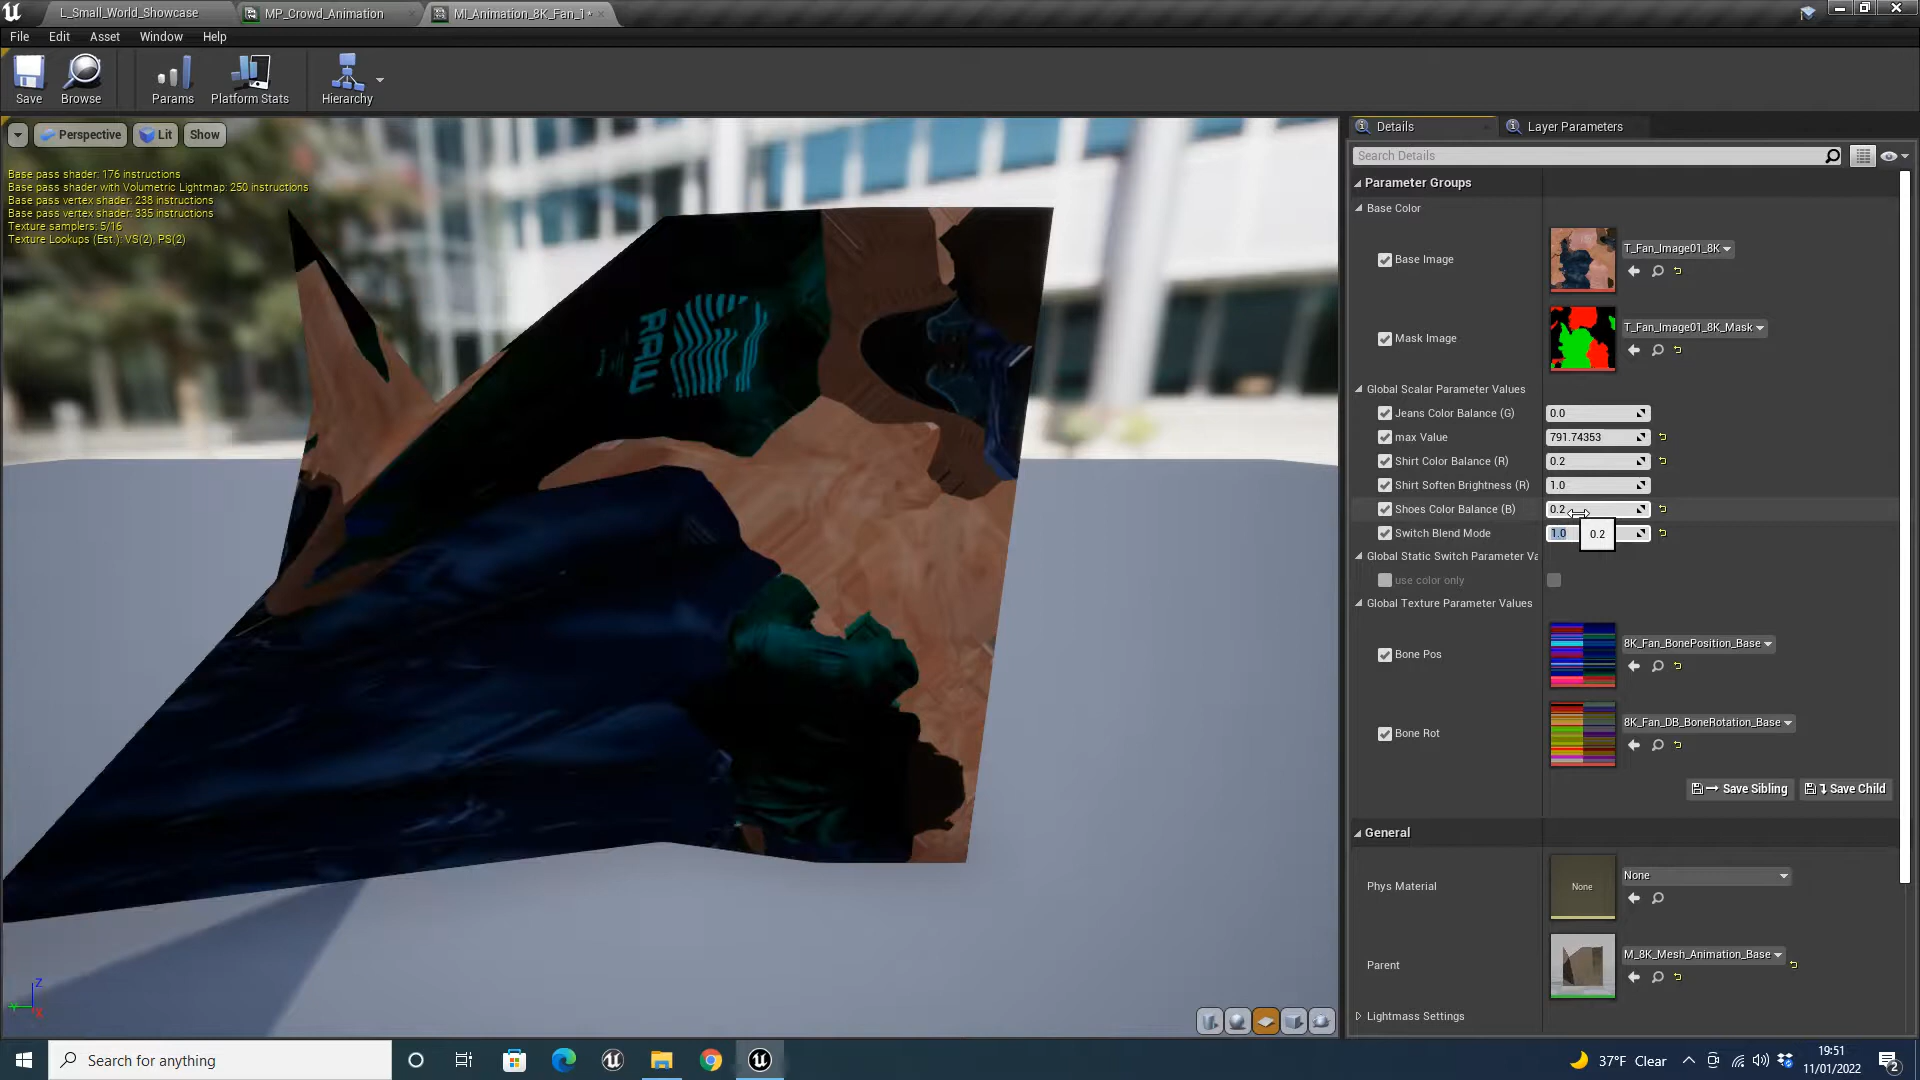 L_Small_World_Showcase
MP_Crowd_Animation
MI_Animation_8K_Fan_1*
File Edit Asset Window Help
Save Browse Params Platform Stats Hierarchy
Perspective Lit Show
Base pass shader: 176 instructions
Base pass shader with Volumetric Lightmap: 250 instructions
Base pass vertex shader: 238 instructions
Base pass vertex shader: 335 instructions
Texture samplers: 5/16
Texture Lookups (Est.): VS(2), PS(2)
Z
Details Layer Parameters
Search Details
Parameter Groups
Base Color
Base Image T_Fan_Image01_8K
Mask Image T_Fan_Image01_8K_Mask
Global Scalar Parameter Values
Jeans Color Balance (G) 0.0
max Value 791.74353
Shirt Color Balance (R) 0.2
Shirt Soften Brightness (R) 1.0
Shoes Color Balance (B) 0.2
Switch Blend Mode 1.0 0.2
Global Static Switch Parameter Va
use color only
Global Texture Parameter Values
Bone Pos 8K_Fan_BonePosition_Base
Bone Rot 8K_Fan_DB_BoneRotation_Base
Save Sibling Save Child
General
Phys Material None None
Parent M_8K_Mesh_Animation_Base
Lightmass Settings
Search for anything
37°F Clear
19:51
11/01/2022
2